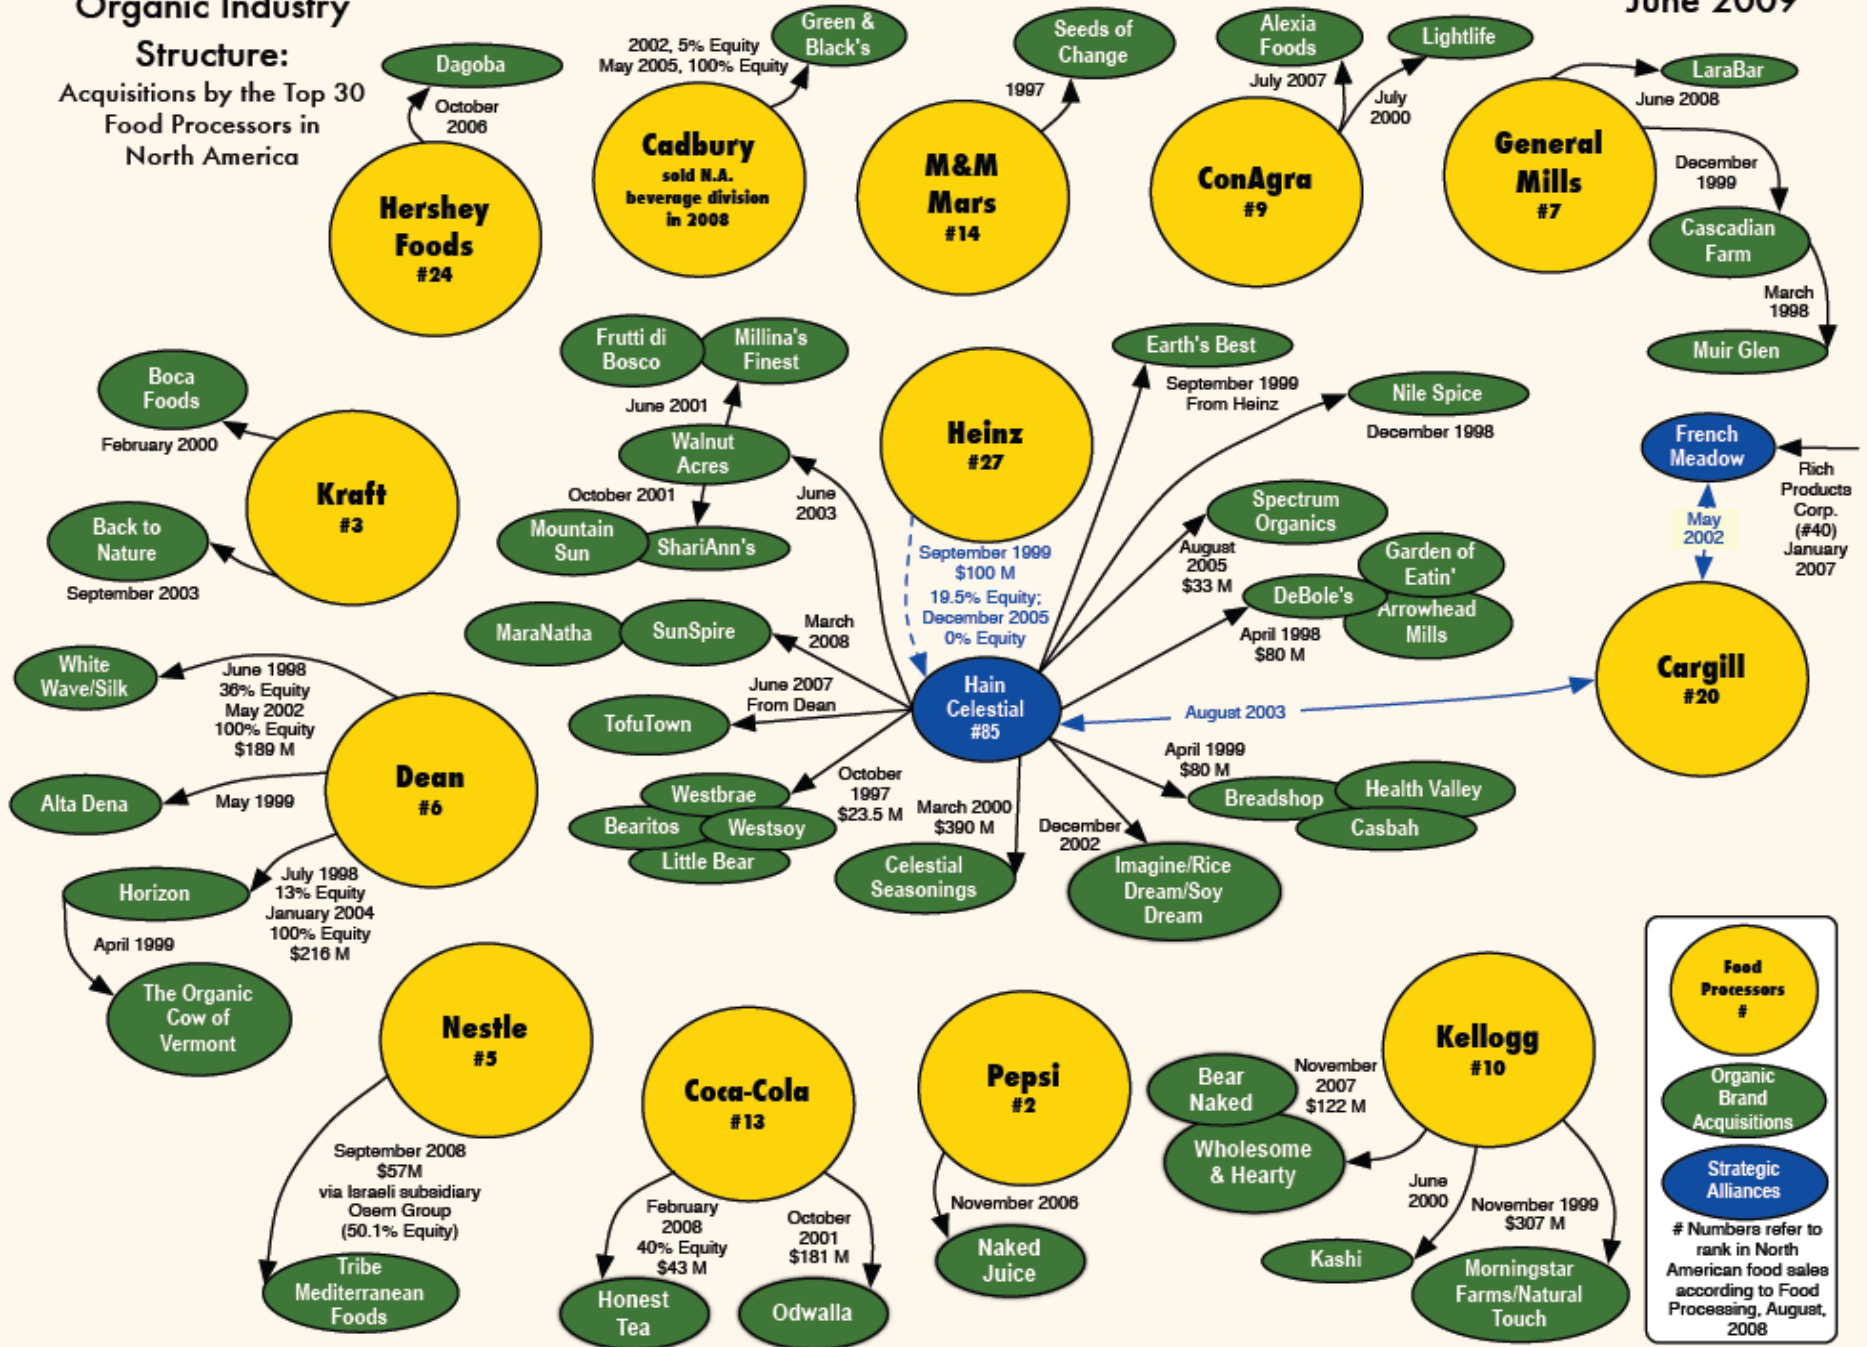 Organic Industry
Structure:
Acquisitions by the Top 30
Food Processors in
North America
June 2009
Dagoba
October
2006
Hershey
Foods
#24
2002, 5% Equity
May 2005, 100% Equity
Green &
Black's
Cadbury
sold N.A.
beverage division
in 2008
Seeds of
Change
1997
M&M
Mars
#14
Alexia
Foods
July 2007
Lightlife
July
2000
ConAgra
#9
LaraBar
June 2008
General
Mills
#7
December
1999
Cascadian
Farm
March
1998
Muir Glen
Boca
Foods
February 2000
Kraft
#3
Back to
Nature
September 2003
Frutti di
Bosco
Millina's
Finest
June 2001
Walnut
Acres
October 2001
Mountain
Sun
ShariAnn's
June
2003
Heinz
#27
September 1999
$100 M
19.5% Equity;
December 2005
0% Equity
Earth's Best
September 1999
From Heinz
Nile Spice
December 1998
Spectrum
Organics
August
2005
$33 M
Garden of
Eatin'
DeBole's
Arrowhead
Mills
April 1998
$80 M
French
Meadow
Rich
Products
Corp.
(#40)
January
2007
May
2002
Cargill
#20
August 2003
MaraNatha
SunSpire
March
2008
TofuTown
June 2007
From Dean
Hain
Celestial
#85
White
Wave/Silk
June 1998
36% Equity
May 2002
100% Equity
$189 M
Alta Dena
May 1999
Dean
#6
Horizon
July 1998
13% Equity
January 2004
100% Equity
$216 M
April 1999
The Organic
Cow of
Vermont
Westbrae
Bearitos
Westsoy
Little Bear
October
1997
$23.5 M
March 2000
$390 M
Celestial
Seasonings
December
2002
Imagine/Rice
Dream/Soy
Dream
April 1999
$80 M
Breadshop
Health Valley
Casbah
Nestle
#5
September 2008
$57M
via Israeli subsidiary
Osem Group
(50.1% Equity)
Tribe
Mediterranean
Foods
Coca-Cola
#13
February
2008
40% Equity
$43 M
Honest
Tea
October
2001
$181 M
Odwalla
Pepsi
#2
November 2006
Naked
Juice
Kellogg
#10
Bear
Naked
November
2007
$122 M
Wholesome
& Hearty
June
2000
Kashi
November 1999
$307 M
Morningstar
Farms/Natural
Touch
Food
Processors
#
Organic
Brand
Acquisitions
Strategic
Alliances
# Numbers refer to
rank in North
American food sales
according to Food
Processing, August,
2008